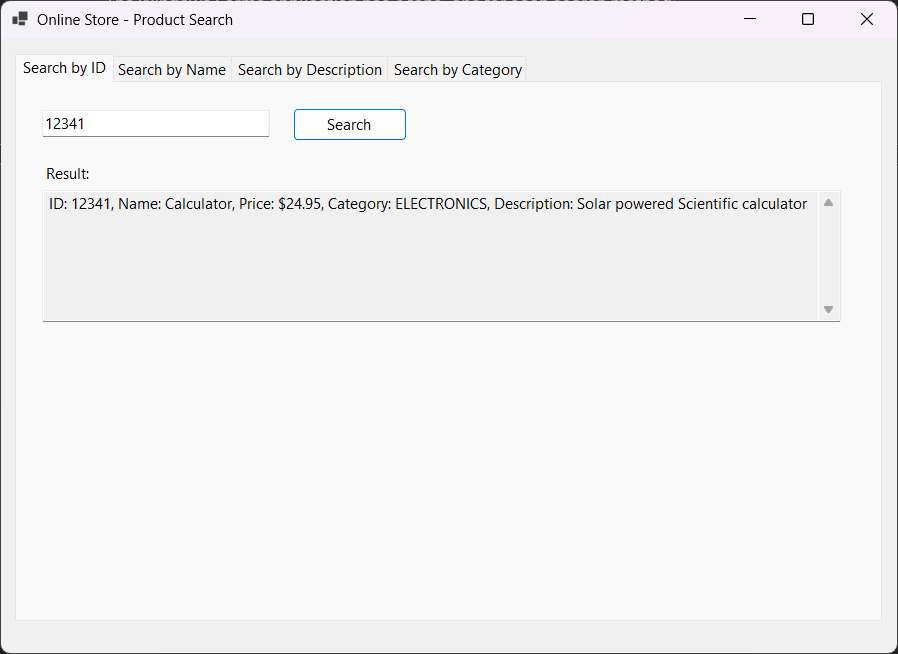 Online Store - Product Search
Search by ID Search by Name Search by Description Search by Category
12341 Search
Result:
ID: 12341, Name: Calculator, Price: $24.95, Category: ELECTRONICS, Description: Solar powered Scientific calculator